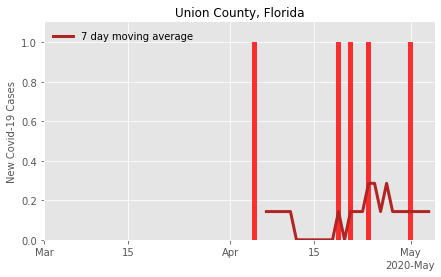 Union County, Florida
7 day moving average
New Covid-19 Cases
1.0
0.8
0.6
0.4
0.2
0.0
Mar 15 Apr 15 May
2020-May